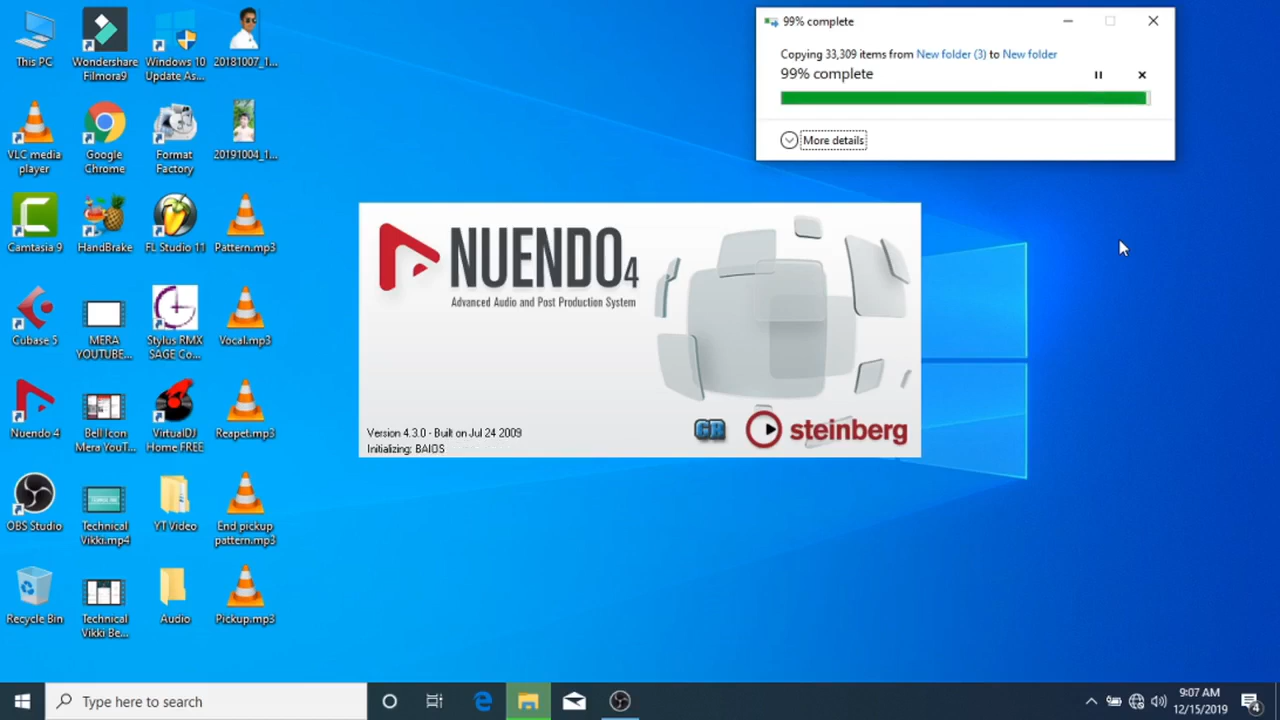 This PC
Wondershare
Filmora9
Windows 10
Update As...
20181007_1...
VLC media
player
Google
Chrome
Format
Factory
20191004_1...
Camtasia 9
HandBrake
FL Studio 11
Pattern.mp3
Cubase 5
MERA
YOUTUBE...
Stylus RMX
SAGE Co...
Vocal.mp3
Nuendo 4
Bell Icon
Mera YouT...
VirtualDJ
Home FREE
Reapet.mp3
OBS Studio
Technical
Vikki.mp4
YT Video
End pickup
pattern.mp3
Recycle Bin
Technical
Vikki Be...
Audio
Pickup.mp3
99% complete
Copying 33,309 items from New folder (3) to New folder
99% complete
More details
NUENDO 4
Advanced Audio and Post Production System
Version 4.3.0 - Built on Jul 24 2009
Initializing: BAIOS
steinberg
Type here to search
9:07 AM
12/15/2019
4